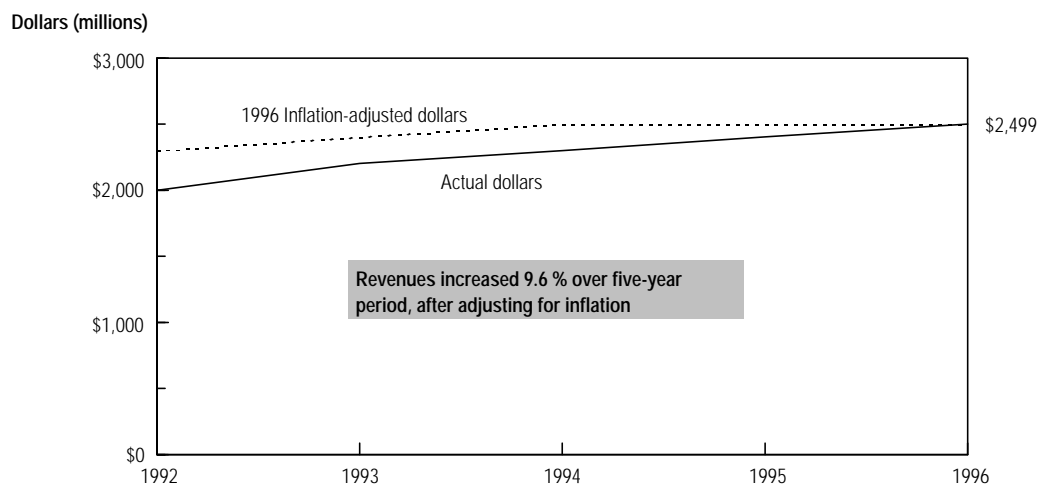 Dollars (millions)
$3,000
1996 Inflation-adjusted dollars
$2,499
$2,000
Actual dollars
Revenues increased 9.6 % over five-year
period, after adjusting for inflation
$1,000
$0
1992
1993
1994
1995
1996